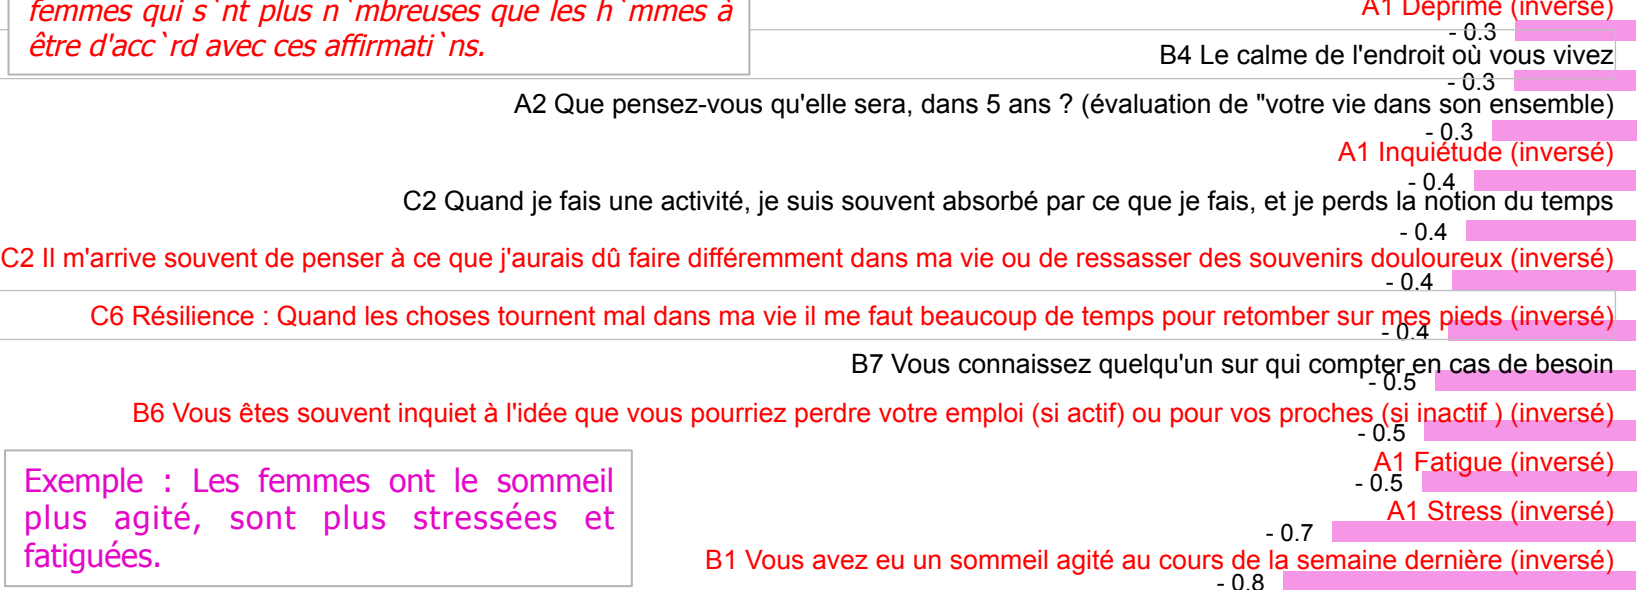 femmes qui s`nt plus n`mbreuses que les h`mmes à
être d'acc`rd avec ces affirmati`ns.
A1 Déprime (inversé)
- 0.3
B4 Le calme de l'endroit où vous vivez
- 0.3
A2 Que pensez-vous qu'elle sera, dans 5 ans ? (évaluation de "votre vie dans son ensemble)
- 0.3
A1 Inquiétude (inversé)
- 0.4
C2 Quand je fais une activité, je suis souvent absorbé par ce que je fais, et je perds la notion du temps
- 0.4
C2 Il m'arrive souvent de penser à ce que j'aurais dû faire différemment dans ma vie ou de ressasser des souvenirs douloureux (inversé)
- 0.4
C6 Résilience : Quand les choses tournent mal dans ma vie il me faut beaucoup de temps pour retomber sur mes pieds (inversé)
- 0.4
B7 Vous connaissez quelqu'un sur qui compter en cas de besoin
- 0.5
B6 Vous êtes souvent inquiet à l'idée que vous pourriez perdre votre emploi (si actif) ou pour vos proches (si inactif ) (inversé)
- 0.5
A1 Fatigue (inversé)
- 0.5
A1 Stress (inversé)
- 0.7
B1 Vous avez eu un sommeil agité au cours de la semaine dernière (inversé)
- 0.8
Exemple : Les femmes ont le sommeil
plus agité, sont plus stressées et
fatiguées.